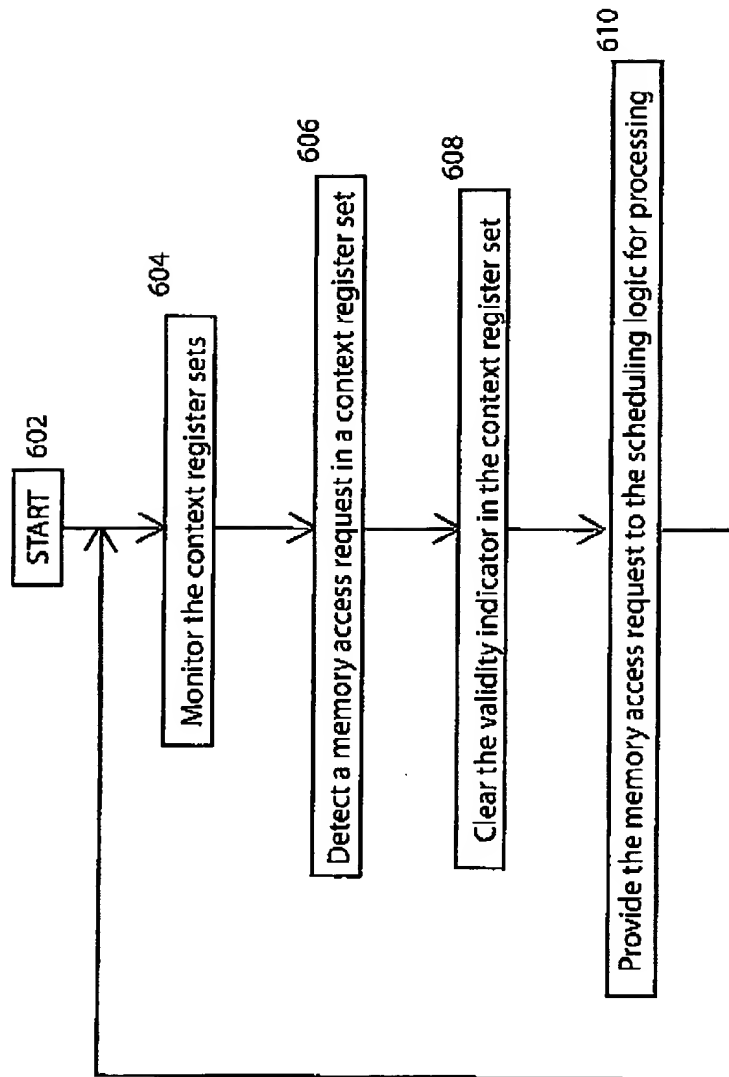 START
602
Monitor the context register sets
604
Detect a memory access request in a context register set
606
Clear the validity indicator in the context register set
608
Provide the memory access request to the scheduling logic for processing
610